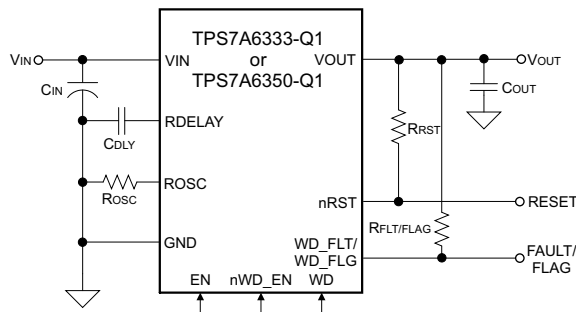 TPS7A6333-Q1
or
TPS7A6350-Q1
VIN
VIN
VOUT
VOUT
CIN
COUT
RDELAY
CDLY
RRST
ROSC
ROSC
nRST
RESET
RFLT/FLAG
GND
WD_FLT/
WD_FLG
FAULT/
FLAG
EN nWD_EN WD